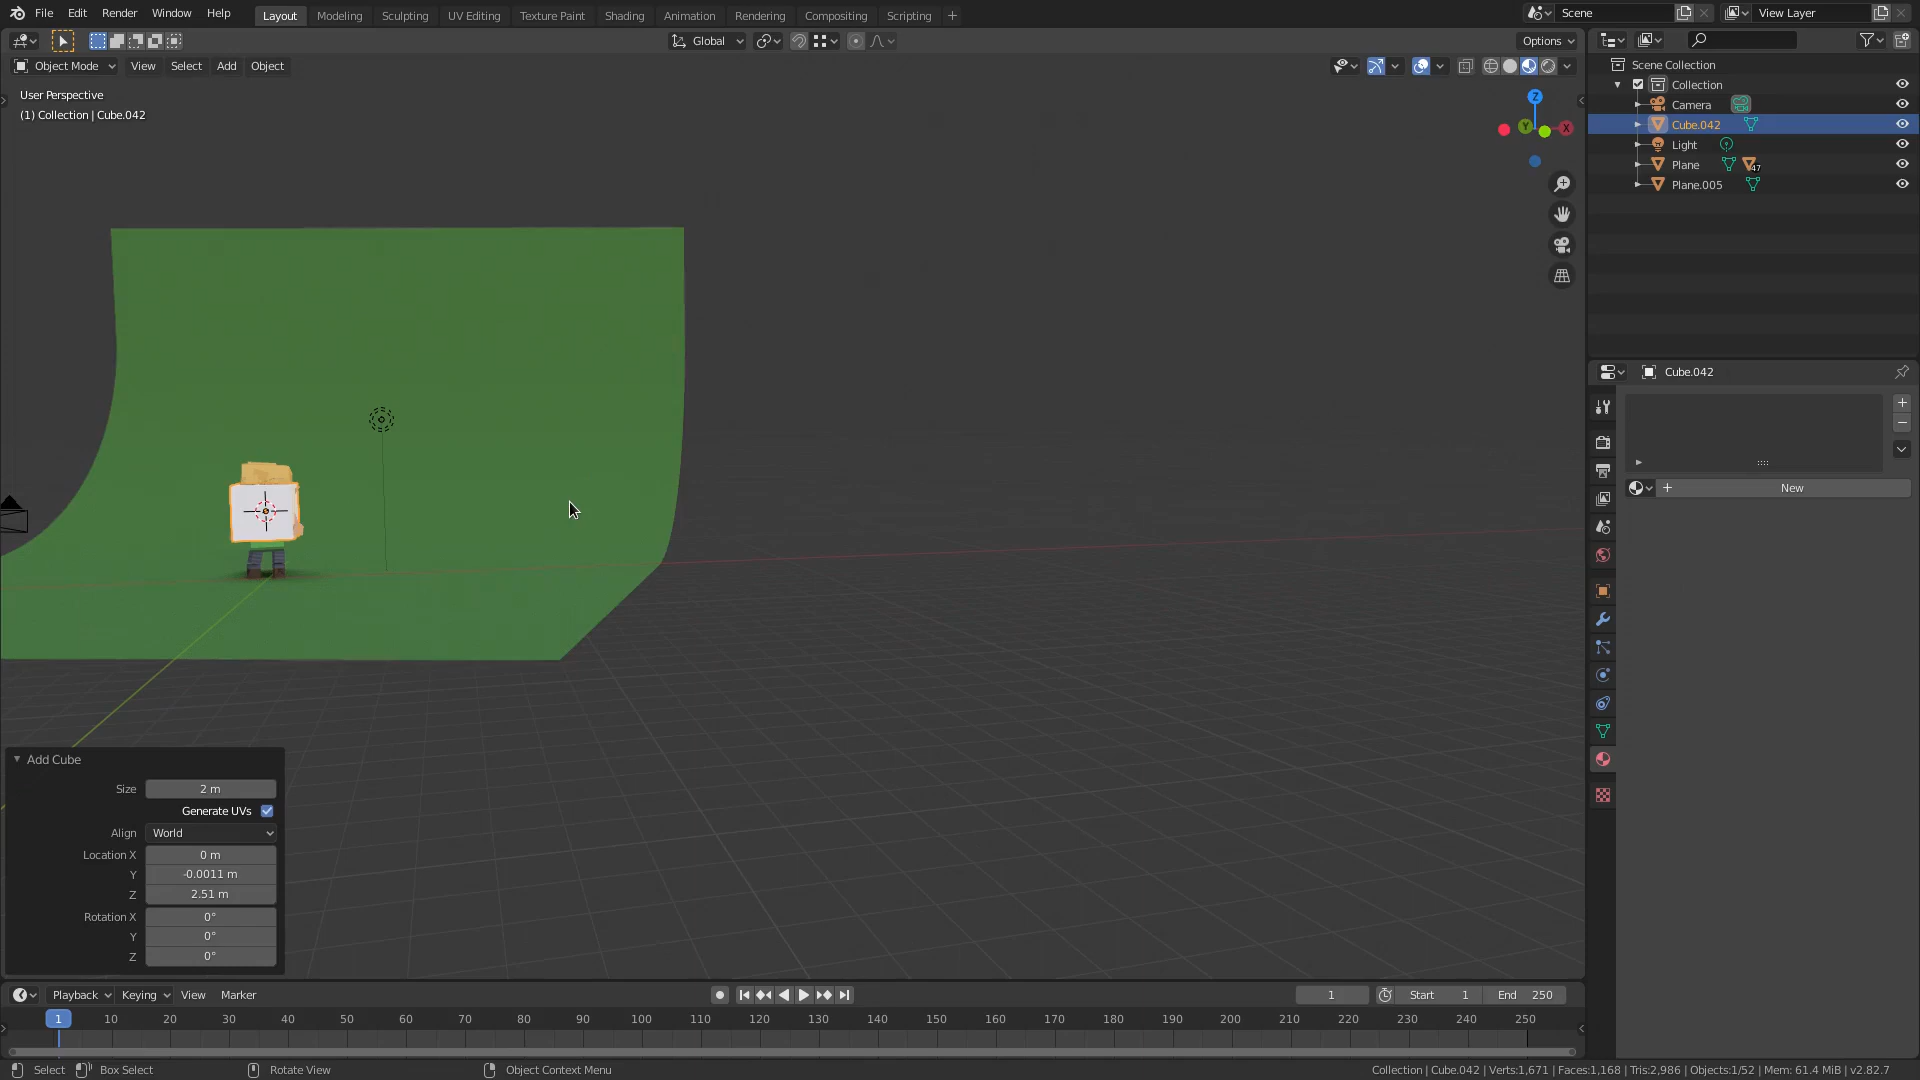 File Edit Render Window Help Layout Modeling Sculpting UV Editing Texture Paint Shading Animation Rendering Compositing Scripting + Scene View Layer
Global Options
Object Mode View Select Add Object
User Perspective
(1) Collection | Cube.042
Z
Y X
Scene Collection
Collection
Camera
Cube.042
Light
Plane 47
Plane.005
Cube.042
New
Add Cube
Size 2 m
Generate UVs
Align World
Location X 0 m
Y -0.0011 m
Z 2.51 m
Rotation X 0°
Y 0°
Z 0°
Playback Keying View Marker 1 Start 1 End 250
1 10 20 30 40 50 60 70 80 90 100 110 120 130 140 150 160 170 180 190 200 210 220 230 240 250
Select Box Select Rotate View Object Context Menu Collection | Cube.042 | Verts:1,671 | Faces:1,168 | Tris:2,986 | Objects:1/52 | Mem: 61.4 MiB | v2.82.7